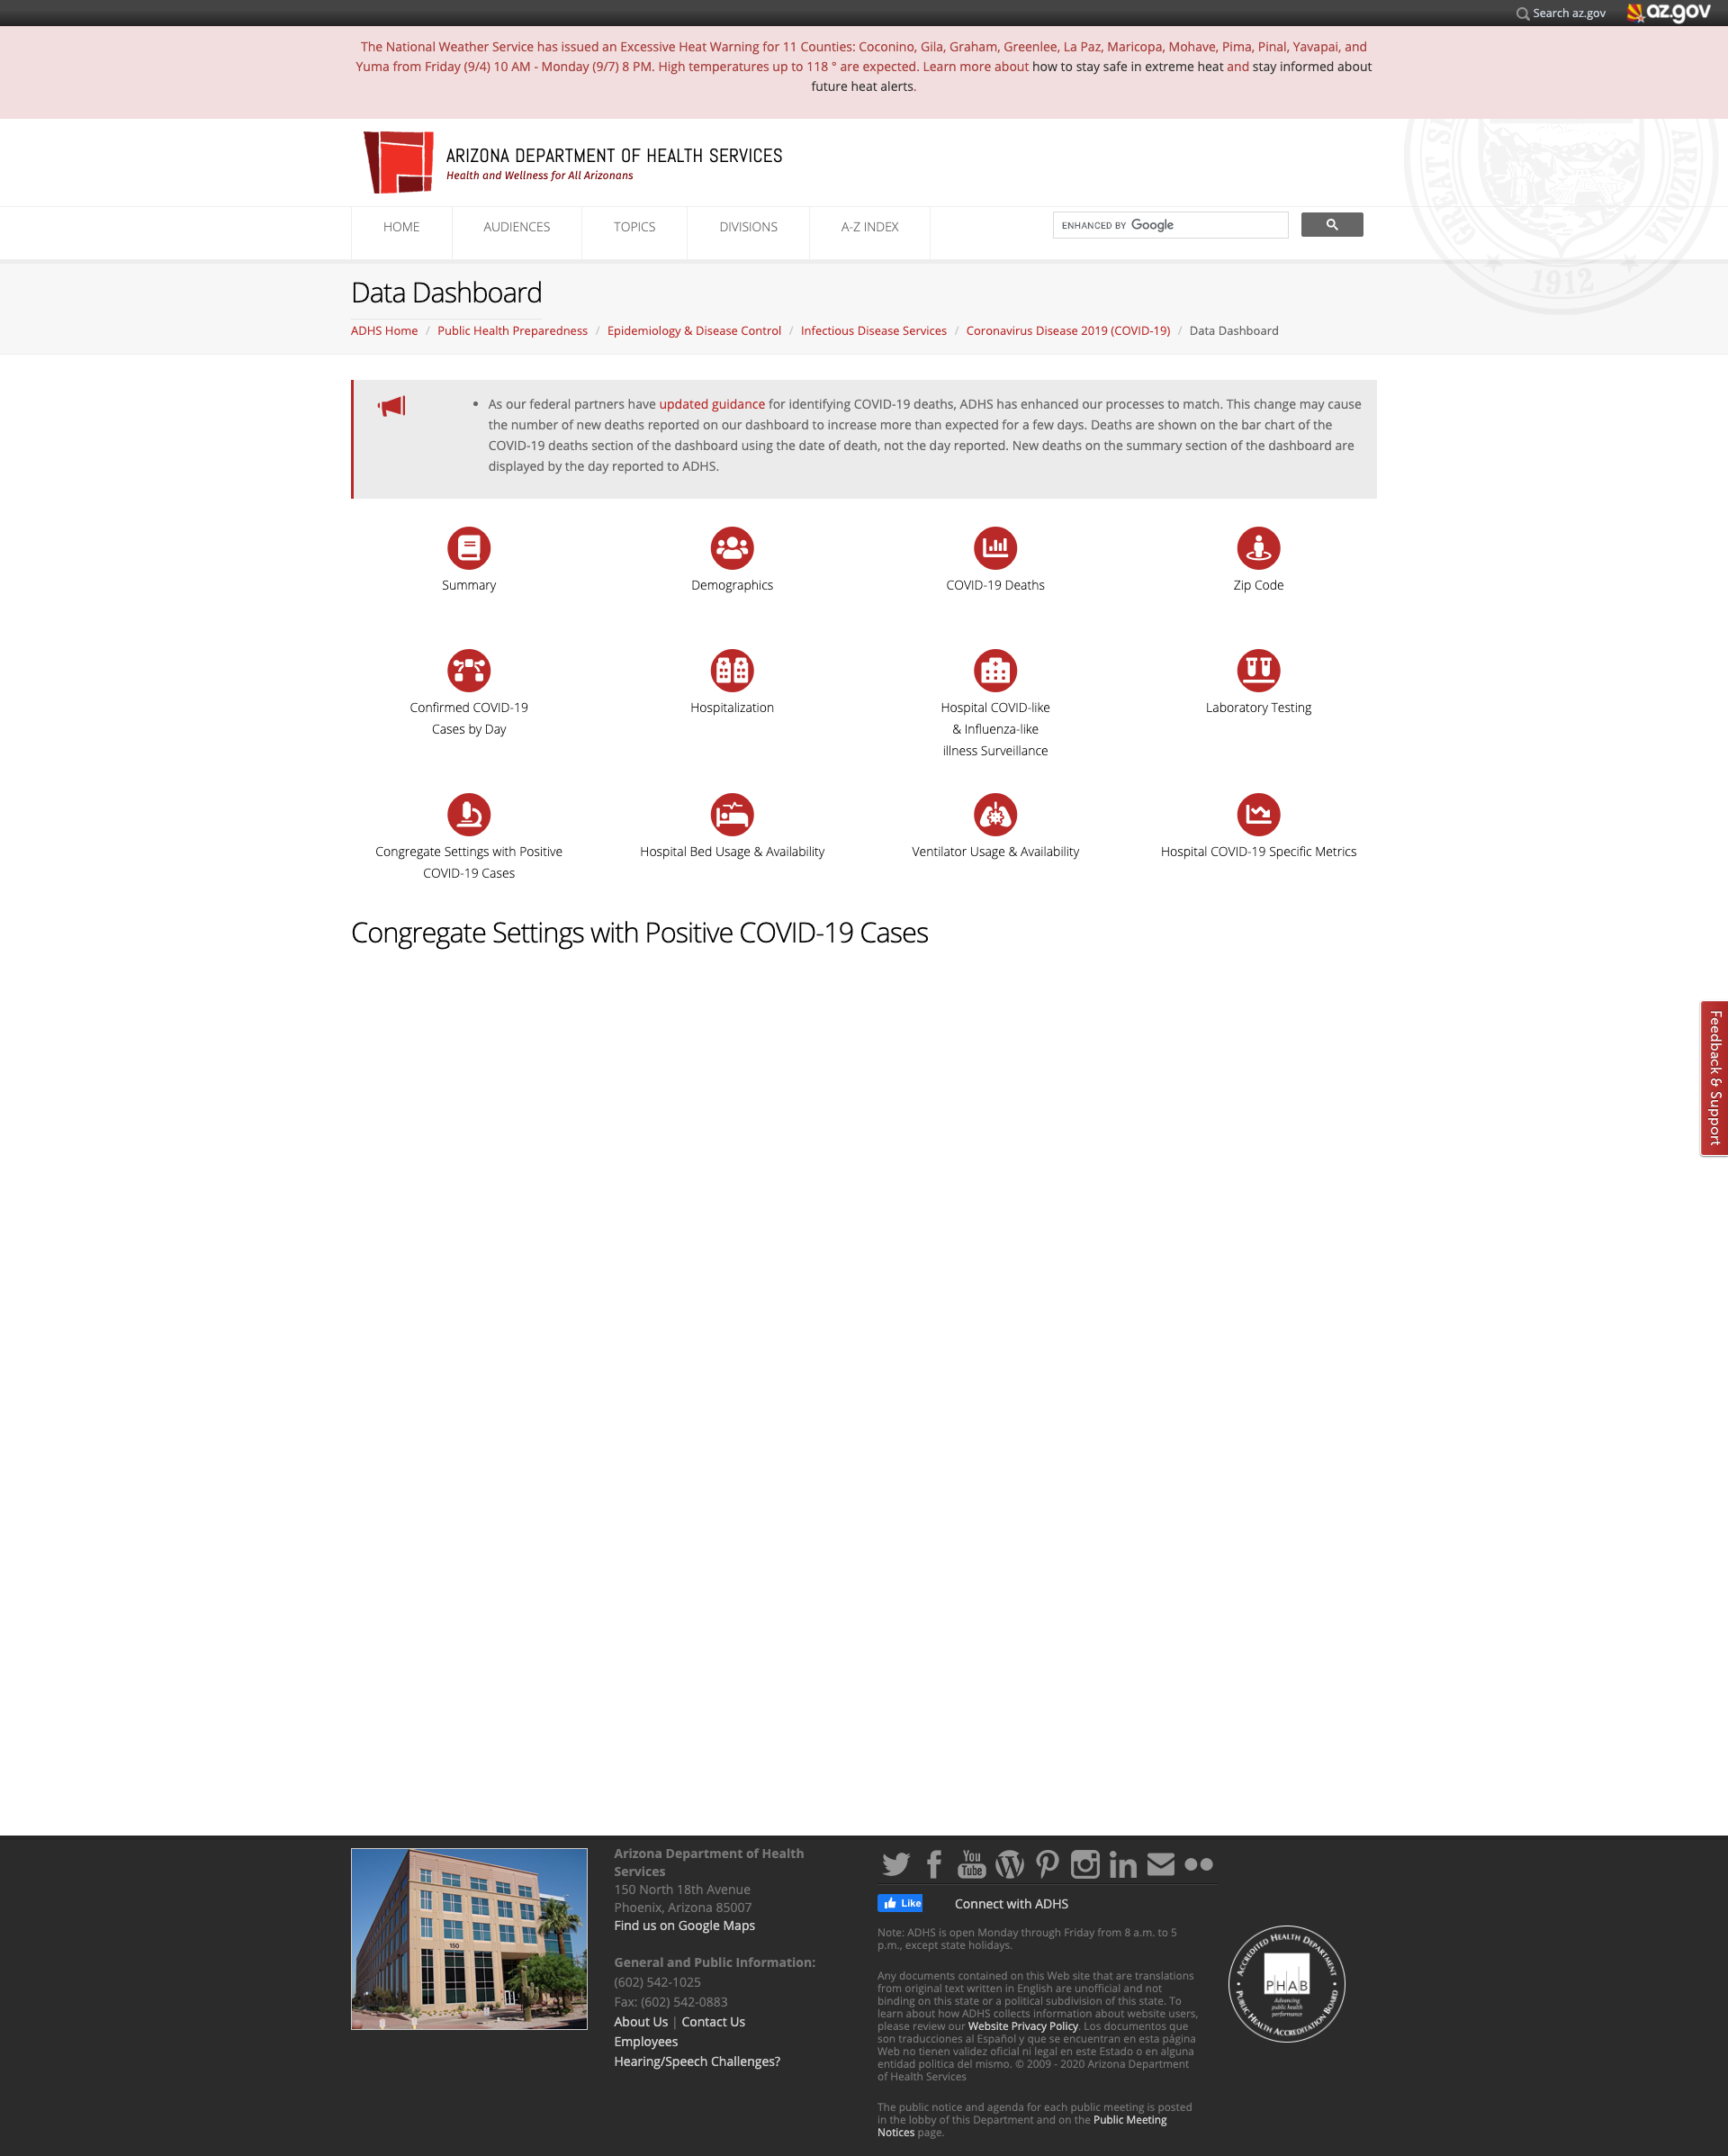 Search az.gov
az.gov
The National Weather Service has issued an Excessive Heat Warning for 11 Counties: Coconino, Gila, Graham, Greenlee, La Paz, Maricopa, Mohave, Pima, Pinal, Yavapai, and
Yuma from Friday (9/4) 10 AM - Monday (9/7) 8 PM. High temperatures up to 118 ° are expected. Learn more about how to stay safe in extreme heat and stay informed about
future heat alerts.
ARIZONA DEPARTMENT OF HEALTH SERVICES
Health and Wellness for All Arizonans
HOME
AUDIENCES
TOPICS
DIVISIONS
A-Z INDEX
ENHANCED BY Google
GREAT
ARIZONA
1912
Data Dashboard
ADHS Home / Public Health Preparedness / Epidemiology & Disease Control / Infectious Disease Services / Coronavirus Disease 2019 (COVID-19) / Data Dashboard
• As our federal partners have updated guidance for identifying COVID-19 deaths, ADHS has enhanced our processes to match. This change may cause
the number of new deaths reported on our dashboard to increase more than expected for a few days. Deaths are shown on the bar chart of the
COVID-19 deaths section of the dashboard using the date of death, not the day reported. New deaths on the summary section of the dashboard are
displayed by the day reported to ADHS.
Summary
Demographics
COVID-19 Deaths
Zip Code
Confirmed COVID-19
Cases by Day
Hospitalization
Hospital COVID-like
& Influenza-like
illness Surveillance
Laboratory Testing
Congregate Settings with Positive
COVID-19 Cases
Hospital Bed Usage & Availability
Ventilator Usage & Availability
Hospital COVID-19 Specific Metrics
Congregate Settings with Positive COVID-19 Cases
Feedback & Support
150
Arizona Department of Health
Services
150 North 18th Avenue
Phoenix, Arizona 85007
Find us on Google Maps
General and Public Information:
(602) 542-1025
Fax: (602) 542-0883
About Us | Contact Us
Employees
Hearing/Speech Challenges?
You
Tube
Like
Connect with ADHS
Note: ADHS is open Monday through Friday from 8 a.m. to 5
p.m., except state holidays.
Any documents contained on this Web site that are translations
from original text written in English are unofficial and not
binding on this state or a political subdivision of this state. To
learn about how ADHS collects information about website users,
please review our Website Privacy Policy. Los documentos que
son traducciones al Español y que se encuentran en esta página
Web no tienen validez oficial ni legal en este Estado o en alguna
entidad politica del mismo. © 2009 - 2020 Arizona Department
of Health Services
The public notice and agenda for each public meeting is posted
in the lobby of this Department and on the Public Meeting
Notices page.
ACCREDITED HEALTH DEPARTMENT
PHAB
Advancing
public health
performance
PUBLIC HEALTH ACCREDITATION BOARD